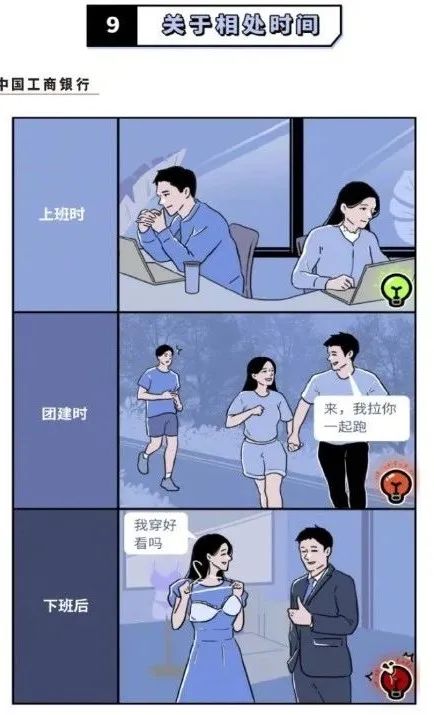 9 关于相处时间
中国工商银行
上班时
团建时
来，我拉你
一起跑
我穿好
看吗
下班后